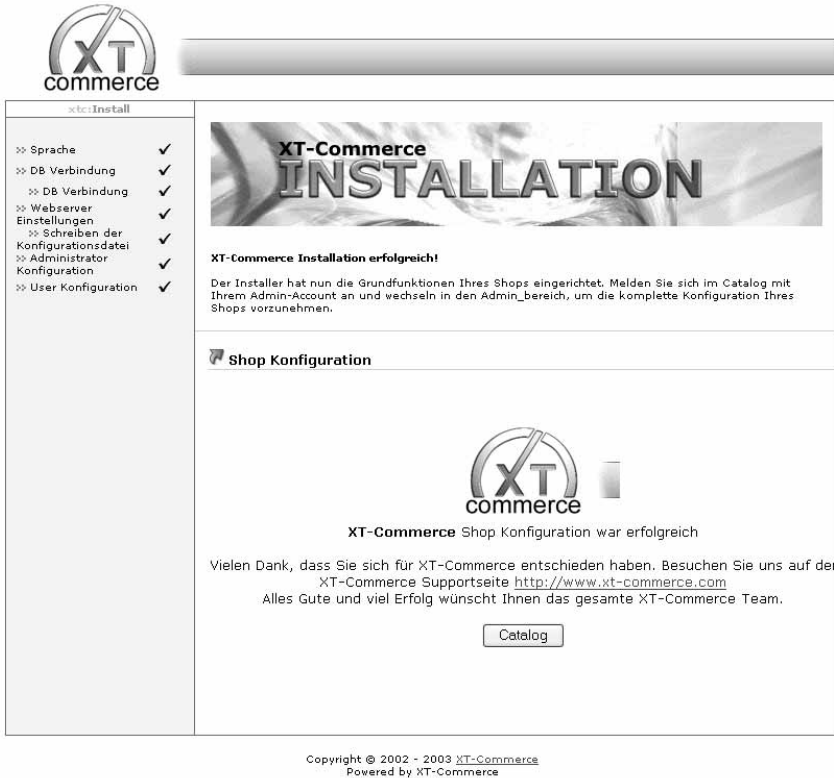 XT
commerce
xtc:Install
>> Sprache
>> DB Verbindung
>> DB Verbindung
>> Webserver
Einstellungen
>> Schreiben der
Konfigurationsdatei
>> Administrator
Konfiguration
>> User Konfiguration
XT-Commerce
INSTALLATION
XT-Commerce Installation erfolgreich!
Der Installer hat nun die Grundfunktionen Ihres Shops eingerichtet. Melden Sie sich im Catalog mit
Ihrem Admin-Account an und wechseln in den Admin_bereich, um die komplette Konfiguration Ihres
Shops vorzunehmen.
Shop Konfiguration
XT
commerce
XT-Commerce Shop Konfiguration war erfolgreich
Vielen Dank, dass Sie sich für XT-Commerce entschieden haben. Besuchen Sie uns auf der
XT-Commerce Supportseite http://www.xt-commerce.com
Alles Gute und viel Erfolg wünscht Ihnen das gesamte XT-Commerce Team.
Catalog
Copyright © 2002 - 2003 XT-Commerce
Powered by XT-Commerce